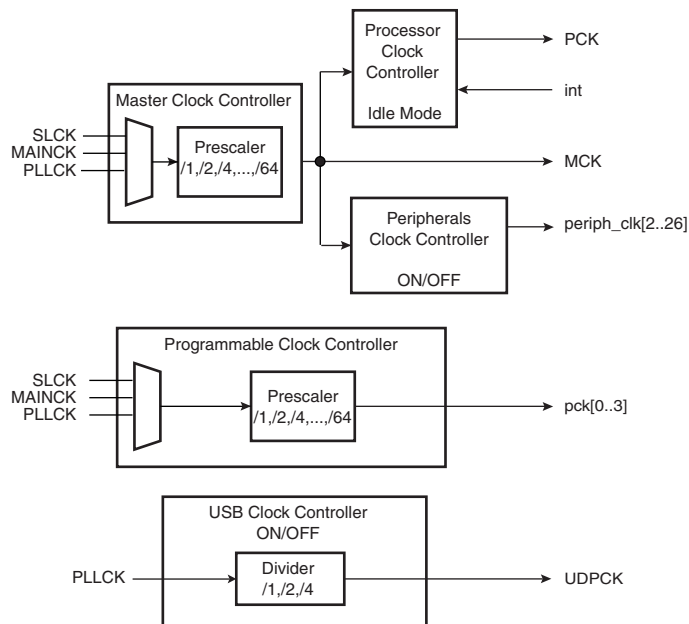 Processor
Clock
Controller
Idle Mode
PCK
int
Master Clock Controller
SLCK
MAINCK
PLLCK
Prescaler
/1,/2,/4,...,/64
MCK
Peripherals
Clock Controller
ON/OFF
periph_clk[2..26]
Programmable Clock Controller
SLCK
MAINCK
PLLCK
Prescaler
/1,/2,/4,...,/64
pck[0..3]
USB Clock Controller
ON/OFF
PLLCK
Divider
/1,/2,/4
UDPCK